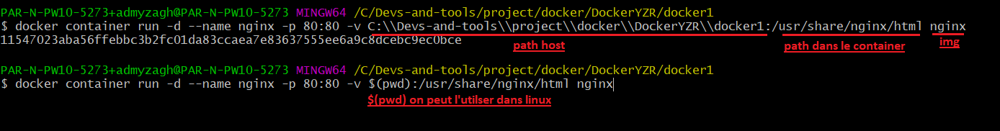 PAR-N-PW10-5273+admyzagh@PAR-N-PW10-5273 MINGW64 /C/Devs-and-tools/project/docker/DockerYZR/docker1
$ docker container run -d --name nginx -p 80:80 -v C:\\Devs-and-tools\\project\\docker\\DockerYZR\\docker1:/usr/share/nginx/html nginx
11547023aba56ffebbc3b2fc01da83ccaea7e83637555ee6a9c8dcebc9ec0bce
path host
path dans le container
img
PAR-N-PW10-5273+admyzagh@PAR-N-PW10-5273 MINGW64 /C/Devs-and-tools/project/docker/DockerYZR/docker1
$ docker container run -d --name nginx -p 80:80 -v $(pwd):/usr/share/nginx/html nginx
$(pwd) on peut l'utilser dans linux